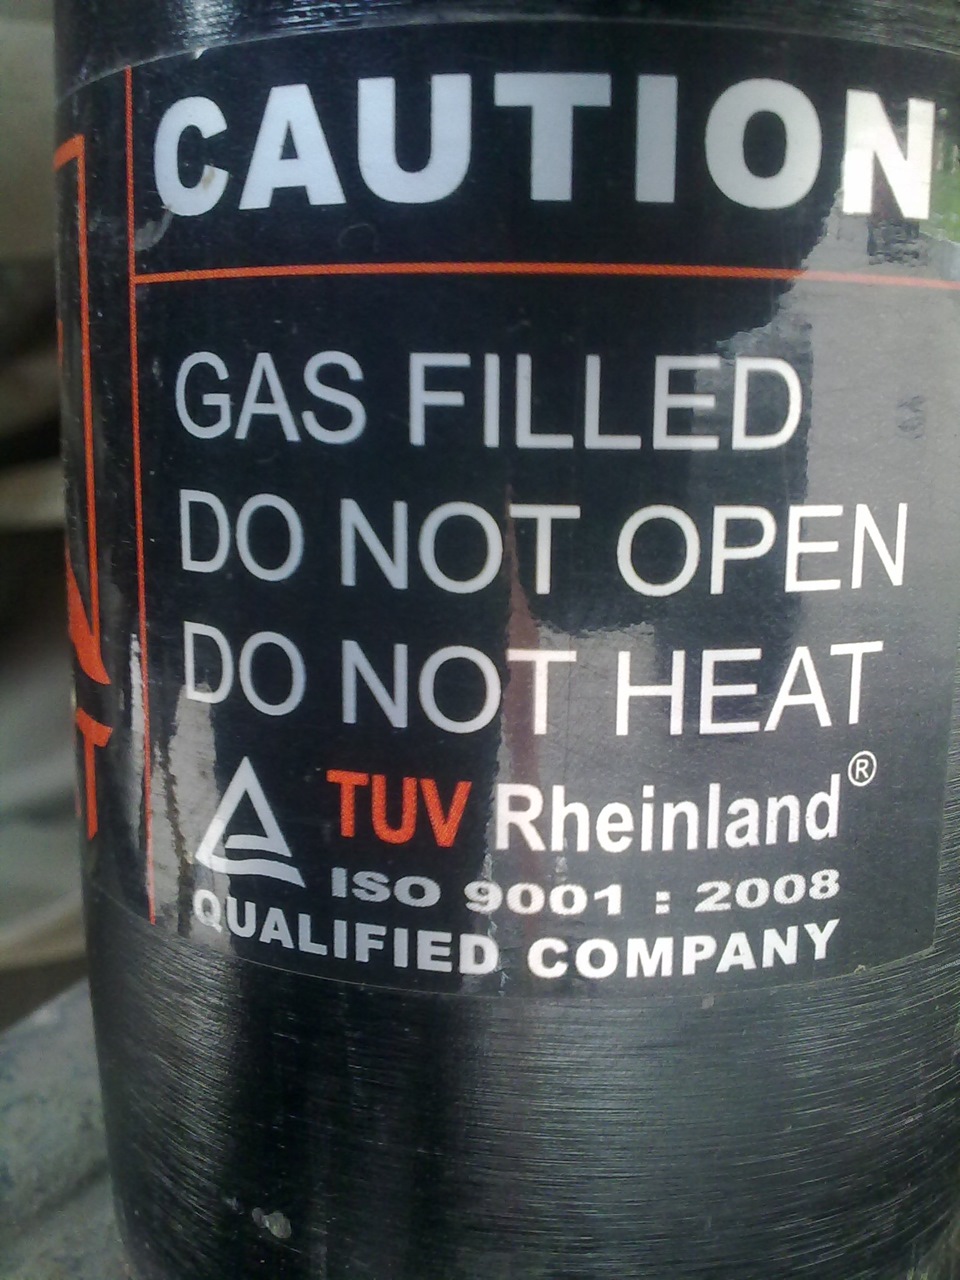 CAUTION
GAS FILLED
DO NOT OPEN
DO NOT HEAT
TUV Rheinland®
ISO 9001 : 2008
QUALIFIED COMPANY